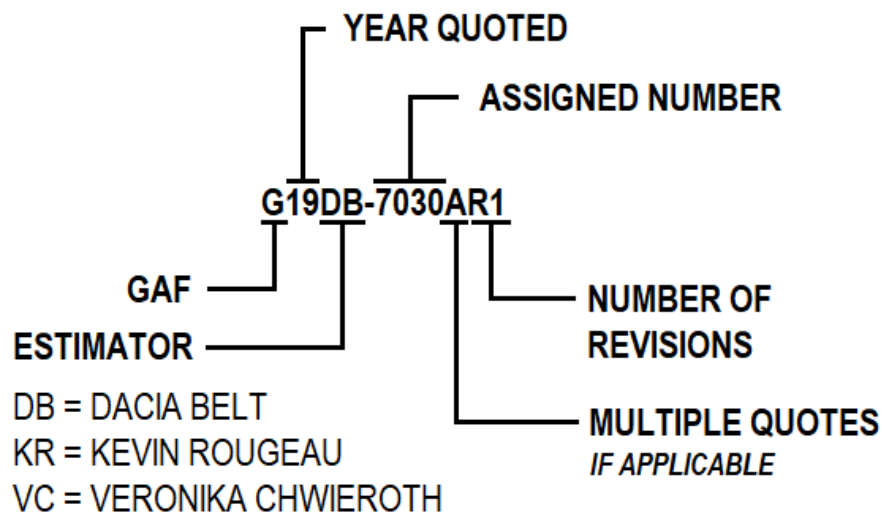 YEAR QUOTED
ASSIGNED NUMBER
G19DB-7030AR1
GAF
NUMBER OF
REVISIONS
ESTIMATOR
DB = DACIA BELT
KR = KEVIN ROUGEAU
VC = VERONIKA CHWIEROTH
MULTIPLE QUOTES
IF APPLICABLE